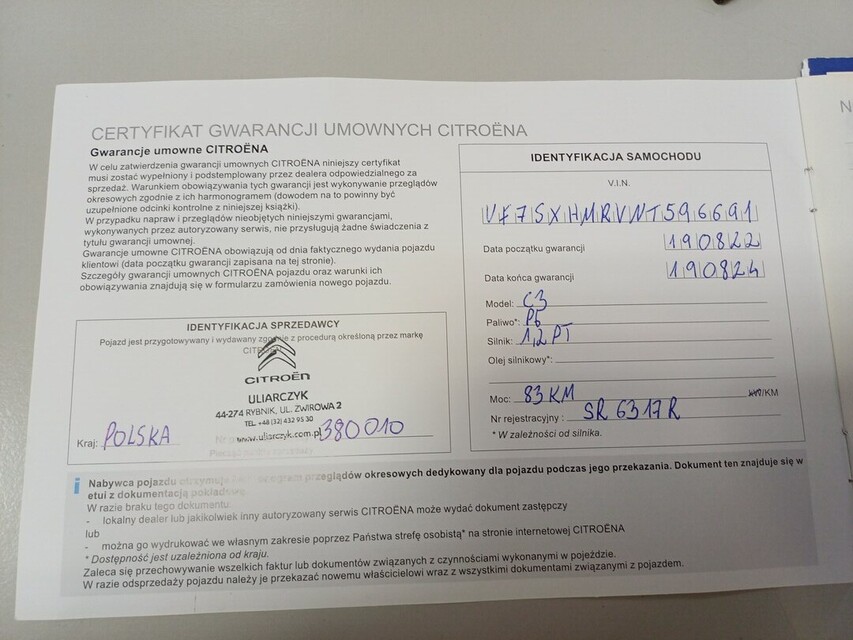 CERTYFIKAT GWARANCJI UMOWNYCH CITROËNA
Gwarancje umowne CITROËNA
W celu zatwierdzenia gwarancji umownych CITROËNA niniejszy certyfikat
musi zostać wypełniony i podstemplowany przez dealera odpowiedzialnego za
sprzedaż. Warunkiem obowiązywania tych gwarancji jest wykonywanie przeglądów
okresowych zgodnie z ich harmonogramem (dowodem na to powinny być
uzupełnione odcinki kontrolne z niniejszej książki).
W przypadku napraw i przeglądów nieobjętych niniejszymi gwarancjami,
wykonywanych przez autoryzowany serwis, nie przysługują żadne świadczenia z
tytułu gwarancji umownej.
Gwarancje umowne CITROËNA obowiązują od dnia faktycznego wydania pojazdu
klientowi (data początku gwarancji zapisana na tej stronie).
Szczegóły gwarancji umownych CITROËNA pojazdu oraz warunki ich
obowiązywania znajdują się w formularzu zamówienia nowego pojazdu.
IDENTYFIKACJA SPRZEDAWCY
Pojazd jest przygotowywany i wydawany zgodnie z procedurą określoną przez markę
CITROËN
ULIARCZYK
44-274 RYBNIK, UL. ZWIROWA 2
TEL. +48 (32) 432 95 30
www.uliarczyk.com.pl 380010
Kraj: POLSKA
IDENTYFIKACJA SAMOCHODU
V.I.N.
VF7SXHMRVNT596691
Data początku gwarancji 190822
Data końca gwarancji 190824
Model: C3
Paliwo*: PB
Silnik: 1,2 PT
Olej silnikowy*:
Moc: 83 KM kW/KM
Nr rejestracyjny : SR 6317R
* W zależności od silnika.
i
Nabywca pojazdu otrzymuje program przeglądów okresowych dedykowany dla pojazdu podczas jego przekazania. Dokument ten znajduje się w
etui z dokumentacją pokładową.
W razie braku tego dokumentu:
- lokalny dealer lub jakikolwiek inny autoryzowany serwis CITROËNA może wydać dokument zastępczy
lub
- można go wydrukować we własnym zakresie poprzez Państwa strefę osobistą* na stronie internetowej CITROËNA
* Dostępność jest uzależniona od kraju.
Zaleca się przechowywanie wszelkich faktur lub dokumentów związanych z czynnościami wykonanymi w pojeździe.
W razie odsprzedaży pojazdu należy je przekazać nowemu właścicielowi wraz z wszystkimi dokumentami związanymi z pojazdem.
N